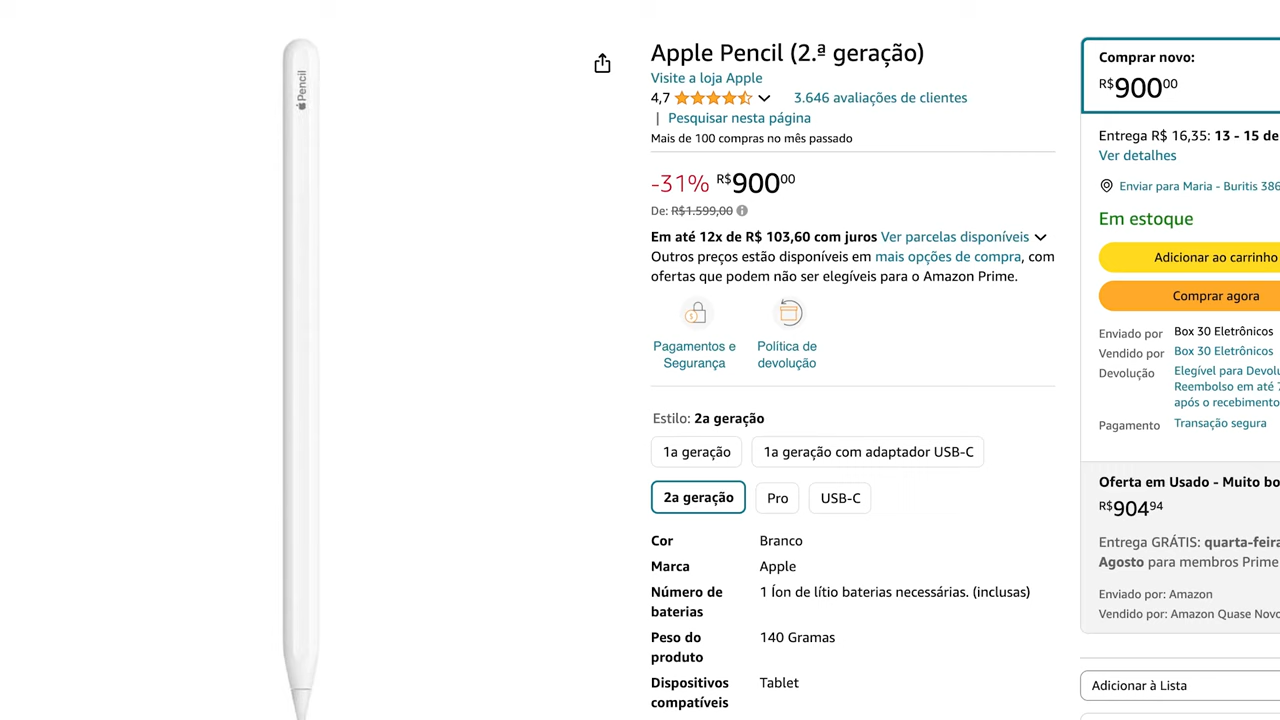 Pencil
Apple Pencil (2.ª geração)
Visite a loja Apple
4,7
3.646 avaliações de clientes
| Pesquisar nesta página
Mais de 100 compras no mês passado
-31% R$90000
De: R$1.599,00
Em até 12x de R$ 103,60 com juros Ver parcelas disponíveis
Outros preços estão disponíveis em mais opções de compra, com
ofertas que podem não ser elegíveis para o Amazon Prime.
Pagamentos e
Segurança
Política de
devolução
Estilo: 2a geração
1a geração
1a geração com adaptador USB-C
2a geração
Pro
USB-C
Cor Branco
Marca Apple
Número de
baterias
1 Íon de lítio baterias necessárias. (inclusas)
Peso do
produto
140 Gramas
Dispositivos
compatíveis
Tablet
Comprar novo:
R$90000
Entrega R$ 16,35: 13 - 15 de
Ver detalhes
Enviar para Maria - Buritis 386
Em estoque
Adicionar ao carrinho
Comprar agora
Enviado por Box 30 Eletrônicos
Vendido por Box 30 Eletrônicos
Devolução Elegível para Devolu
Reembolso em até 7
após o recebimento
Pagamento Transação segura
Oferta em Usado - Muito bo
R$90494
Entrega GRÁTIS: quarta-feira
Agosto para membros Prime
Enviado por: Amazon
Vendido por: Amazon Quase Novo
Adicionar à Lista